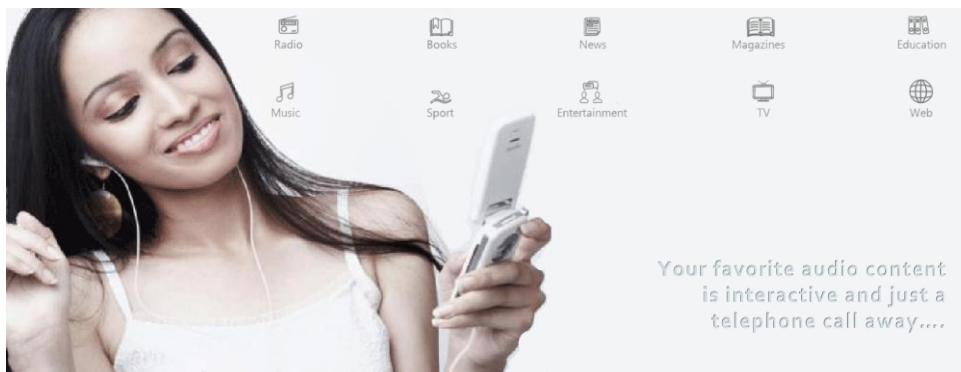 Radio Books News Magazines Education
Music Sport Entertainment TV Web
Your favorite audio content
is interactive and just a
telephone call away....